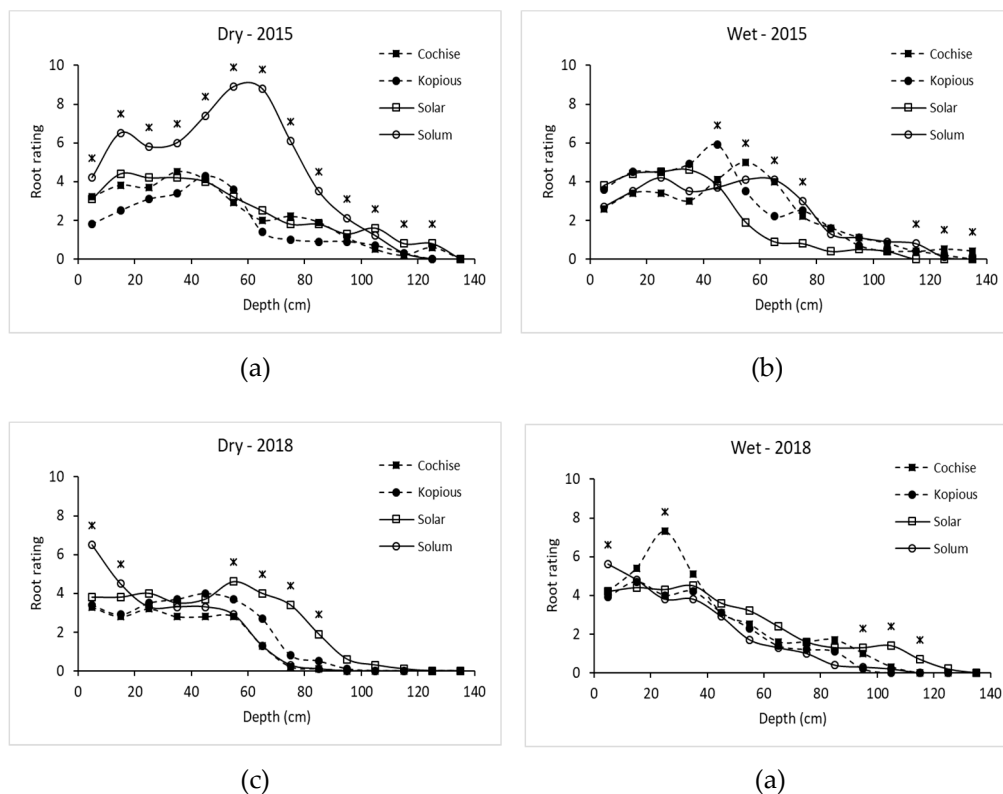 Dry - 2015
Cochise
Kopious
Solar
Solum
Root rating
10
8
6
4
2
0
0 20 40 60 80 100 120 140
Depth (cm)
(a)
Wet - 2015
Cochise
Kopious
Solar
Solum
Root rating
10
8
6
4
2
0
0 20 40 60 80 100 120 140
Depth (cm)
(b)
Dry - 2018
Cochise
Kopious
Solar
Solum
Root rating
10
8
6
4
2
0
0 20 40 60 80 100 120 140
Depth (cm)
(c)
Wet - 2018
Cochise
Kopious
Solar
Solum
Root rating
10
8
6
4
2
0
0 20 40 60 80 100 120 140
Depth (cm)
(a)